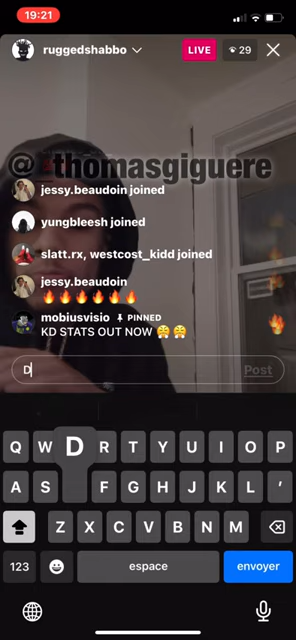 19:21
ruggedshabbo
LIVE
29
@_thomasgiguere
jessy.beaudoin joined
yungbleesh joined
slatt.rx, westcost_kidd joined
jessy.beaudoin
🔥🔥🔥🔥🔥🔥
mobiusvisio PINNED
KD STATS OUT NOW 😤😤
D
Post
Q W D R T Y U I O P
A S F G H J K L '
Z X C V B N M
123 espace envoyer